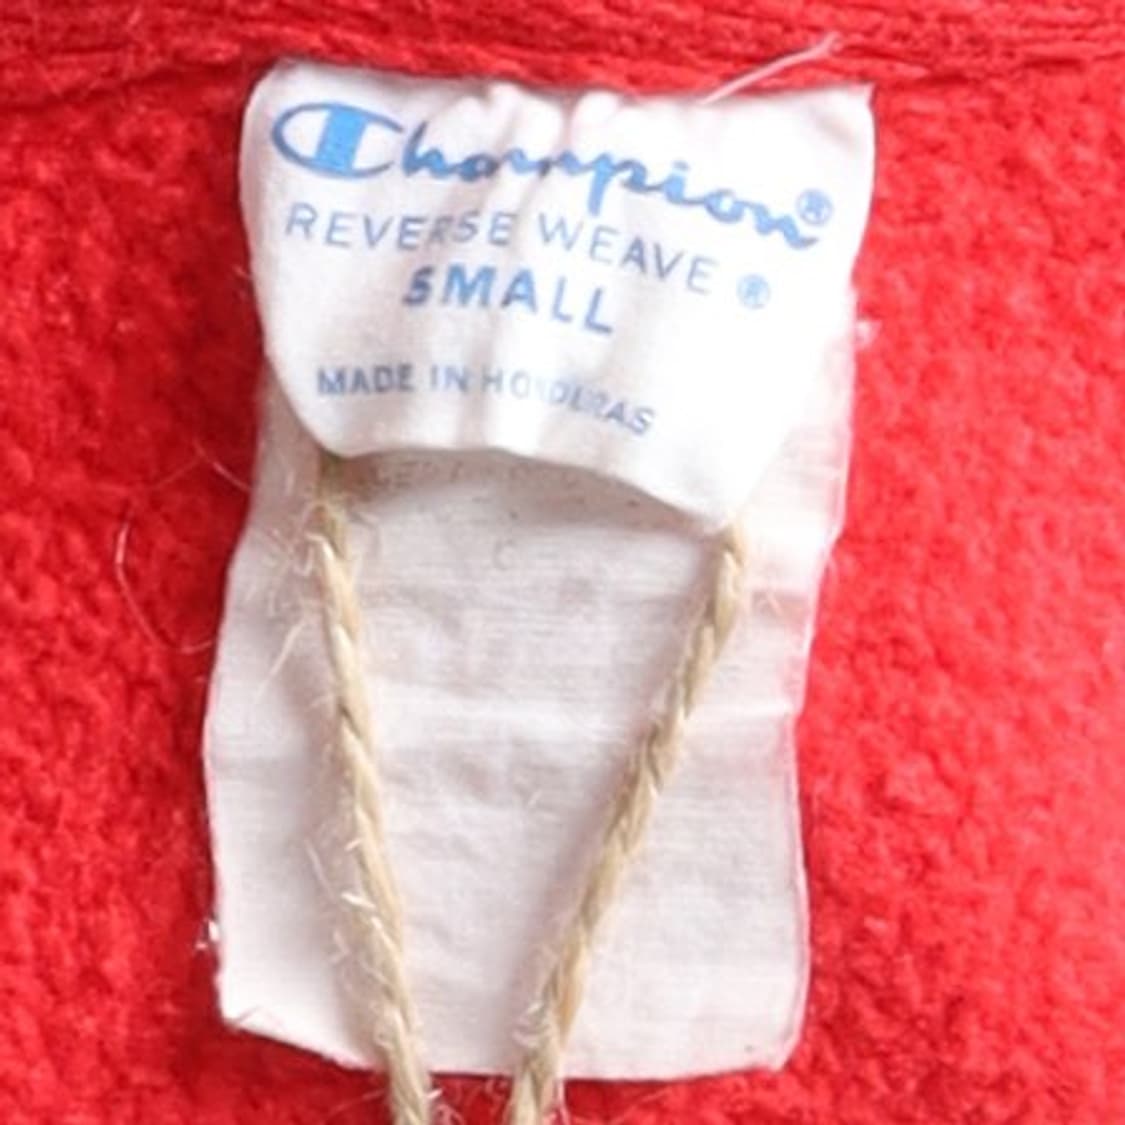 Champion®
REVERSE WEAVE ®
SMALL
MADE IN HONDURAS